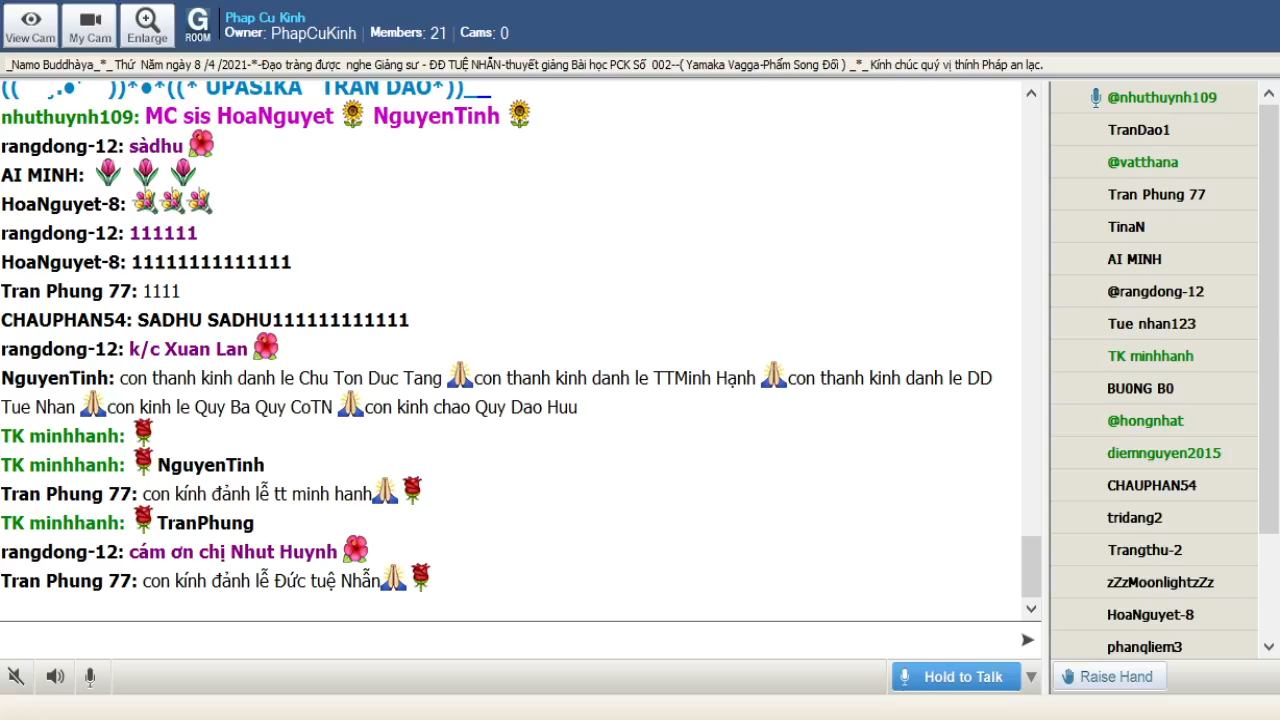 View Cam
My Cam
Enlarge
G
ROOM
Phap Cu Kinh
Owner: PhapCuKinh
Members: 21
Cams: 0
_Namo Buddhàya_*_ Thứ Năm ngày 8 /4 /2021-*-Đạo tràng được nghe Giảng sư - ĐĐ TUỆ NHẪN-thuyết giảng Bài học PCK Số 002--( Yamaka Vagga-Phẩm Song Đối ) _*_ Kính chúc quý vị thính Pháp an lạc.
UPASIKA TRAN DAO*))__
nhuthuynh109: MC sis HoaNguyet NguyenTinh
rangdong-12: sàdhu
AI MINH:
HoaNguyet-8:
rangdong-12: 111111
HoaNguyet-8: 11111111111111
Tran Phung 77: 1111
CHAUPHAN54: SADHU SADHU111111111111
rangdong-12: k/c Xuan Lan
NguyenTinh: con thanh kinh danh le Chu Ton Duc Tang con thanh kinh danh le TTMinh Hạnh con thanh kinh danh le DD
Tue Nhan con kinh le Quy Ba Quy CoTN con kinh chao Quy Dao Huu
TK minhhanh:
TK minhhanh: NguyenTinh
Tran Phung 77: con kính đảnh lễ tt minh hanh
TK minhhanh: TranPhung
rangdong-12: cám ơn chị Nhut Huynh
Tran Phung 77: con kính đảnh lễ Đức tuệ Nhẫn
Hold to Talk
@nhuthuynh109
TranDao1
@vatthana
Tran Phung 77
TinaN
AI MINH
@rangdong-12
Tue nhan123
TK minhhanh
BU0NG B0
@hongnhat
diemnguyen2015
CHAUPHAN54
tridang2
Trangthu-2
zZzMoonlightzZz
HoaNguyet-8
phanqliem3
Raise Hand